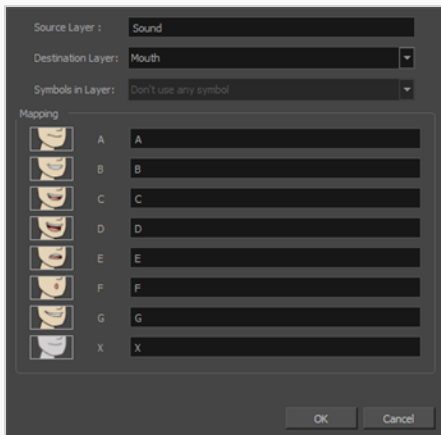 Source Layer : Sound
Destination Layer: Mouth
Symbols in Layer: Don't use any symbol
Mapping
A A
B B
C C
D D
E E
F F
G G
X X
OK Cancel